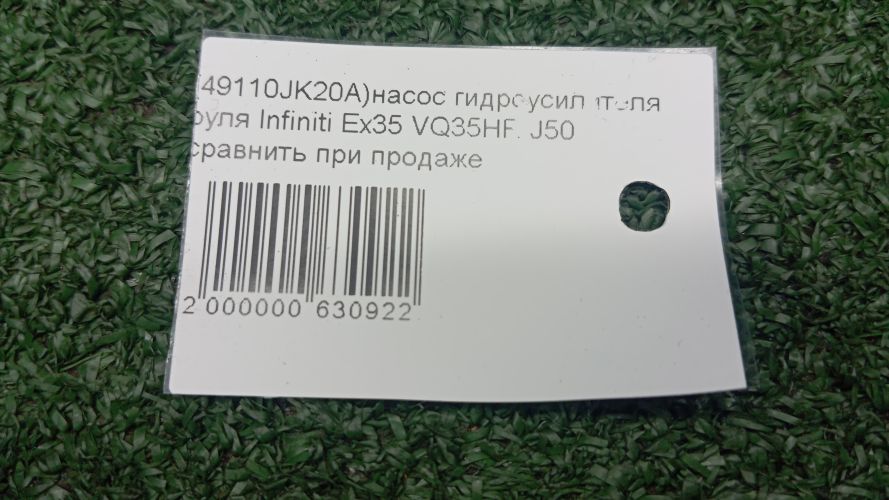 (49110JK20A)насос гидроусилителя
руля Infiniti Ex35 VQ35HR. J50
сравнить при продаже
2 000000 630922